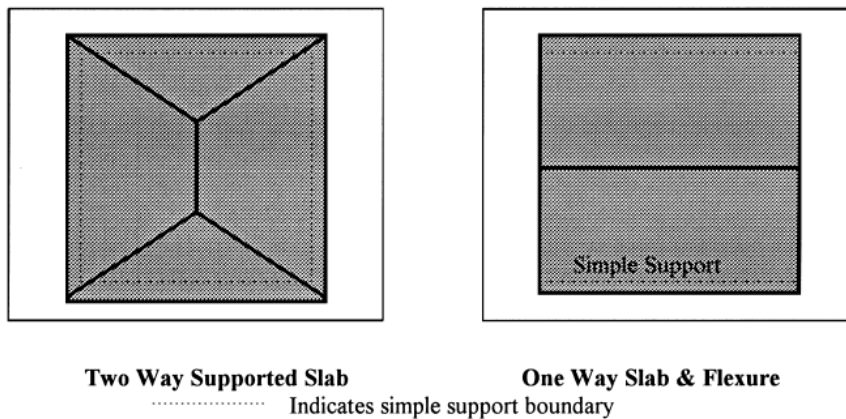 Simple Support
Two Way Supported Slab
One Way Slab & Flexure
Indicates simple support boundary